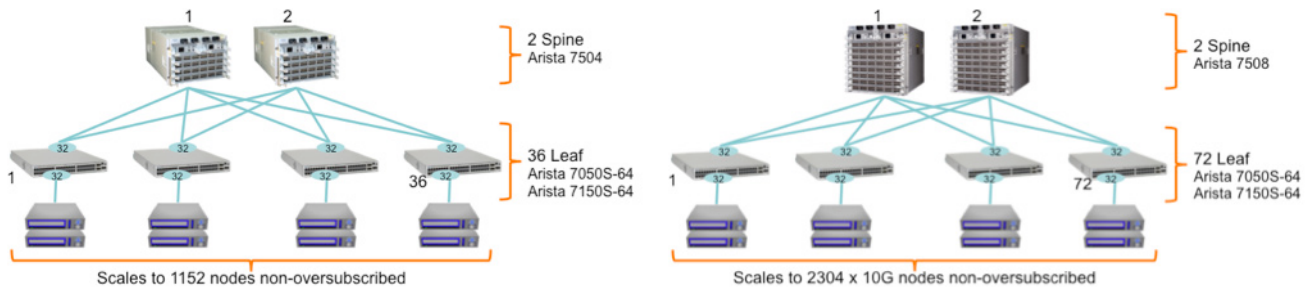 1 2
2 Spine
Arista 7504
32 32 32 32
36 Leaf
Arista 7050S-64
Arista 7150S-64
1 32 32 32 36 32
Scales to 1152 nodes non-oversubscribed
1 2
2 Spine
Arista 7508
32 32 32 32
72 Leaf
Arista 7050S-64
Arista 7150S-64
1 32 32 32 72 32
Scales to 2304 x 10G nodes non-oversubscribed